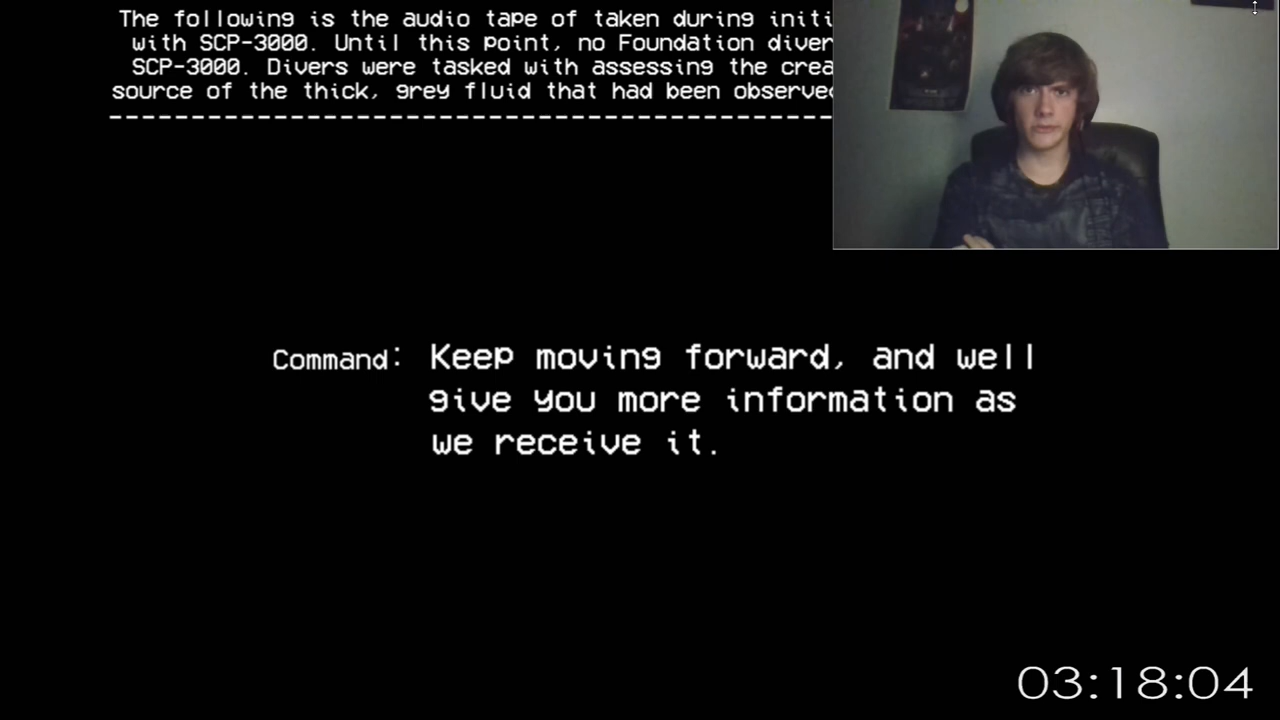 The following is the audio tape of taken during initi
with SCP-3000. Until this point, no Foundation diver
SCP-3000. Divers were tasked with assessing the crea
source of the thick, grey fluid that had been observe
Command: Keep moving forward, and well
give you more information as
we receive it.
03:18:04